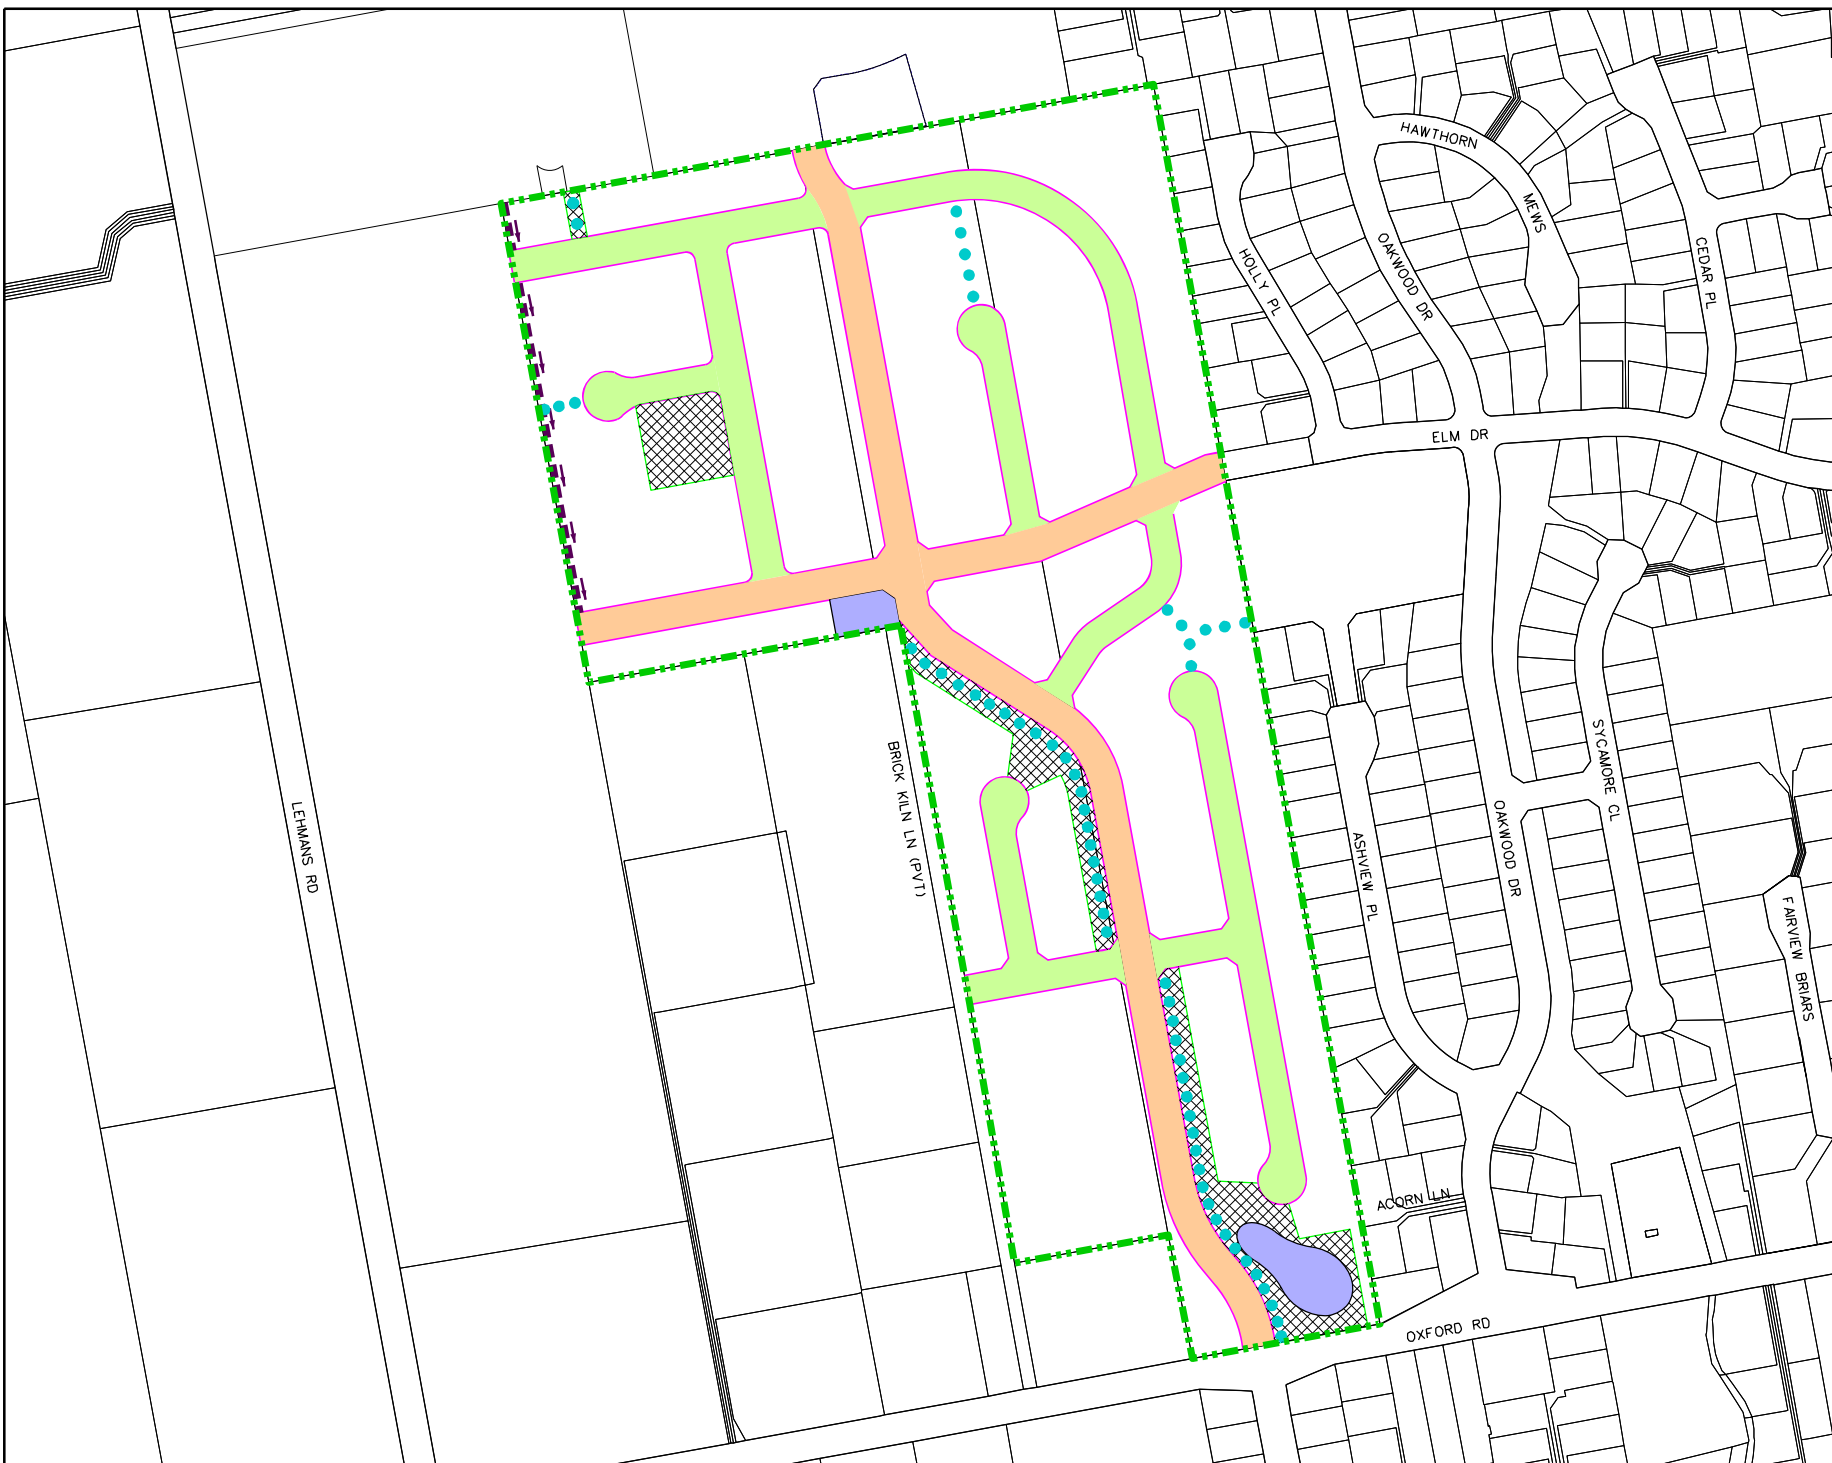 HAWTHORN
MEWS
HOLLY PL
OAKWOOD DR
CEDAR PL
ELM DR
SYCAMORE CL
BRICK KILN LN (PVT)
LEHMANS RD
ASHVIEW PL
OAKWOOD DR
FAIRVIEW BRIARS
ACORN LN
OXFORD RD